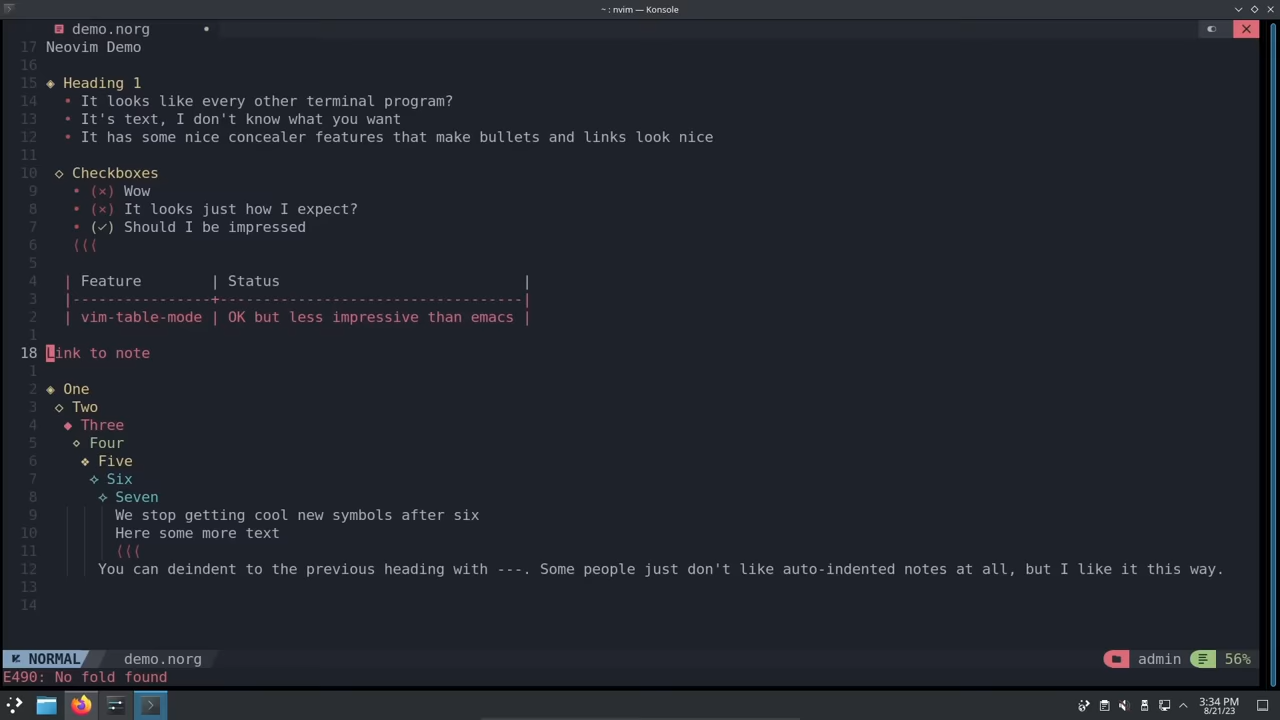 ~ : nvim — Konsole
demo.norg •
17 Neovim Demo
16
15 ◈ Heading 1
14 • It looks like every other terminal program?
13 • It's text, I don't know what you want
12 • It has some nice concealer features that make bullets and links look nice
11
10 ◇ Checkboxes
9 • (×) Wow
8 • (×) It looks just how I expect?
7 • (✓) Should I be impressed
6 ⟨⟨⟨
5
4 | Feature | Status |
3 |----------------+-----------------------------------|
2 | vim-table-mode | OK but less impressive than emacs |
1
18 Link to note
1
2 ◈ One
3 ◇ Two
4 ◆ Three
5 ⋄ Four
6 ❖ Five
7 ⟡ Six
8 ⟡ Seven
9 We stop getting cool new symbols after six
10 Here some more text
11 ⟨⟨⟨
12 You can deindent to the previous heading with ---. Some people just don't like auto-indented notes at all, but I like it this way.
13
14
NORMAL demo.norg admin 56%
E490: No fold found
3:34 PM
8/21/23